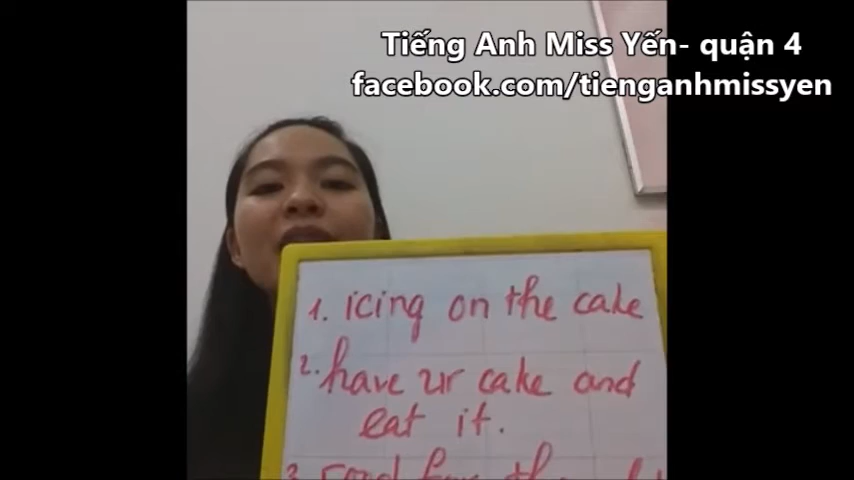 Tiếng Anh Miss Yến- quận 4
facebook.com/tienganhmissyen
1. icing on the cake
2. have ur cake and
eat it.
3